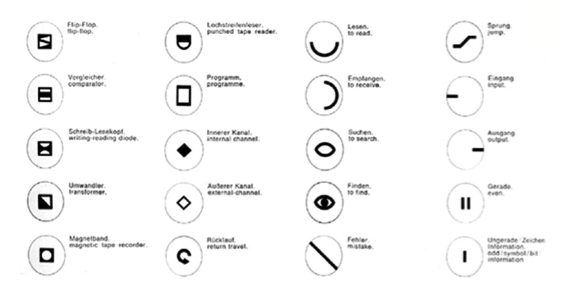 Flip-Flop.
flip-flop.
Lochstreifenleser.
punched tape reader.
Lesen.
to read.
Sprung.
jump.
Vergleicher.
comparator.
Programm.
programme.
Empfangen.
to receive.
Eingang
input.
Schreib-Lesekopf.
writing-reading diode.
Innerer Kanal.
internal channel.
Suchen.
to search.
Ausgang
output.
Umwandler.
transformer.
Äußerer Kanal.
external-channel.
Finden.
to find.
Gerade.
even.
Magnetband.
magnetic tape recorder.
Rücklauf.
return travel.
Fehler.
mistake.
Ungerade/Zeichen
Information.
odd/symbol/bit
information